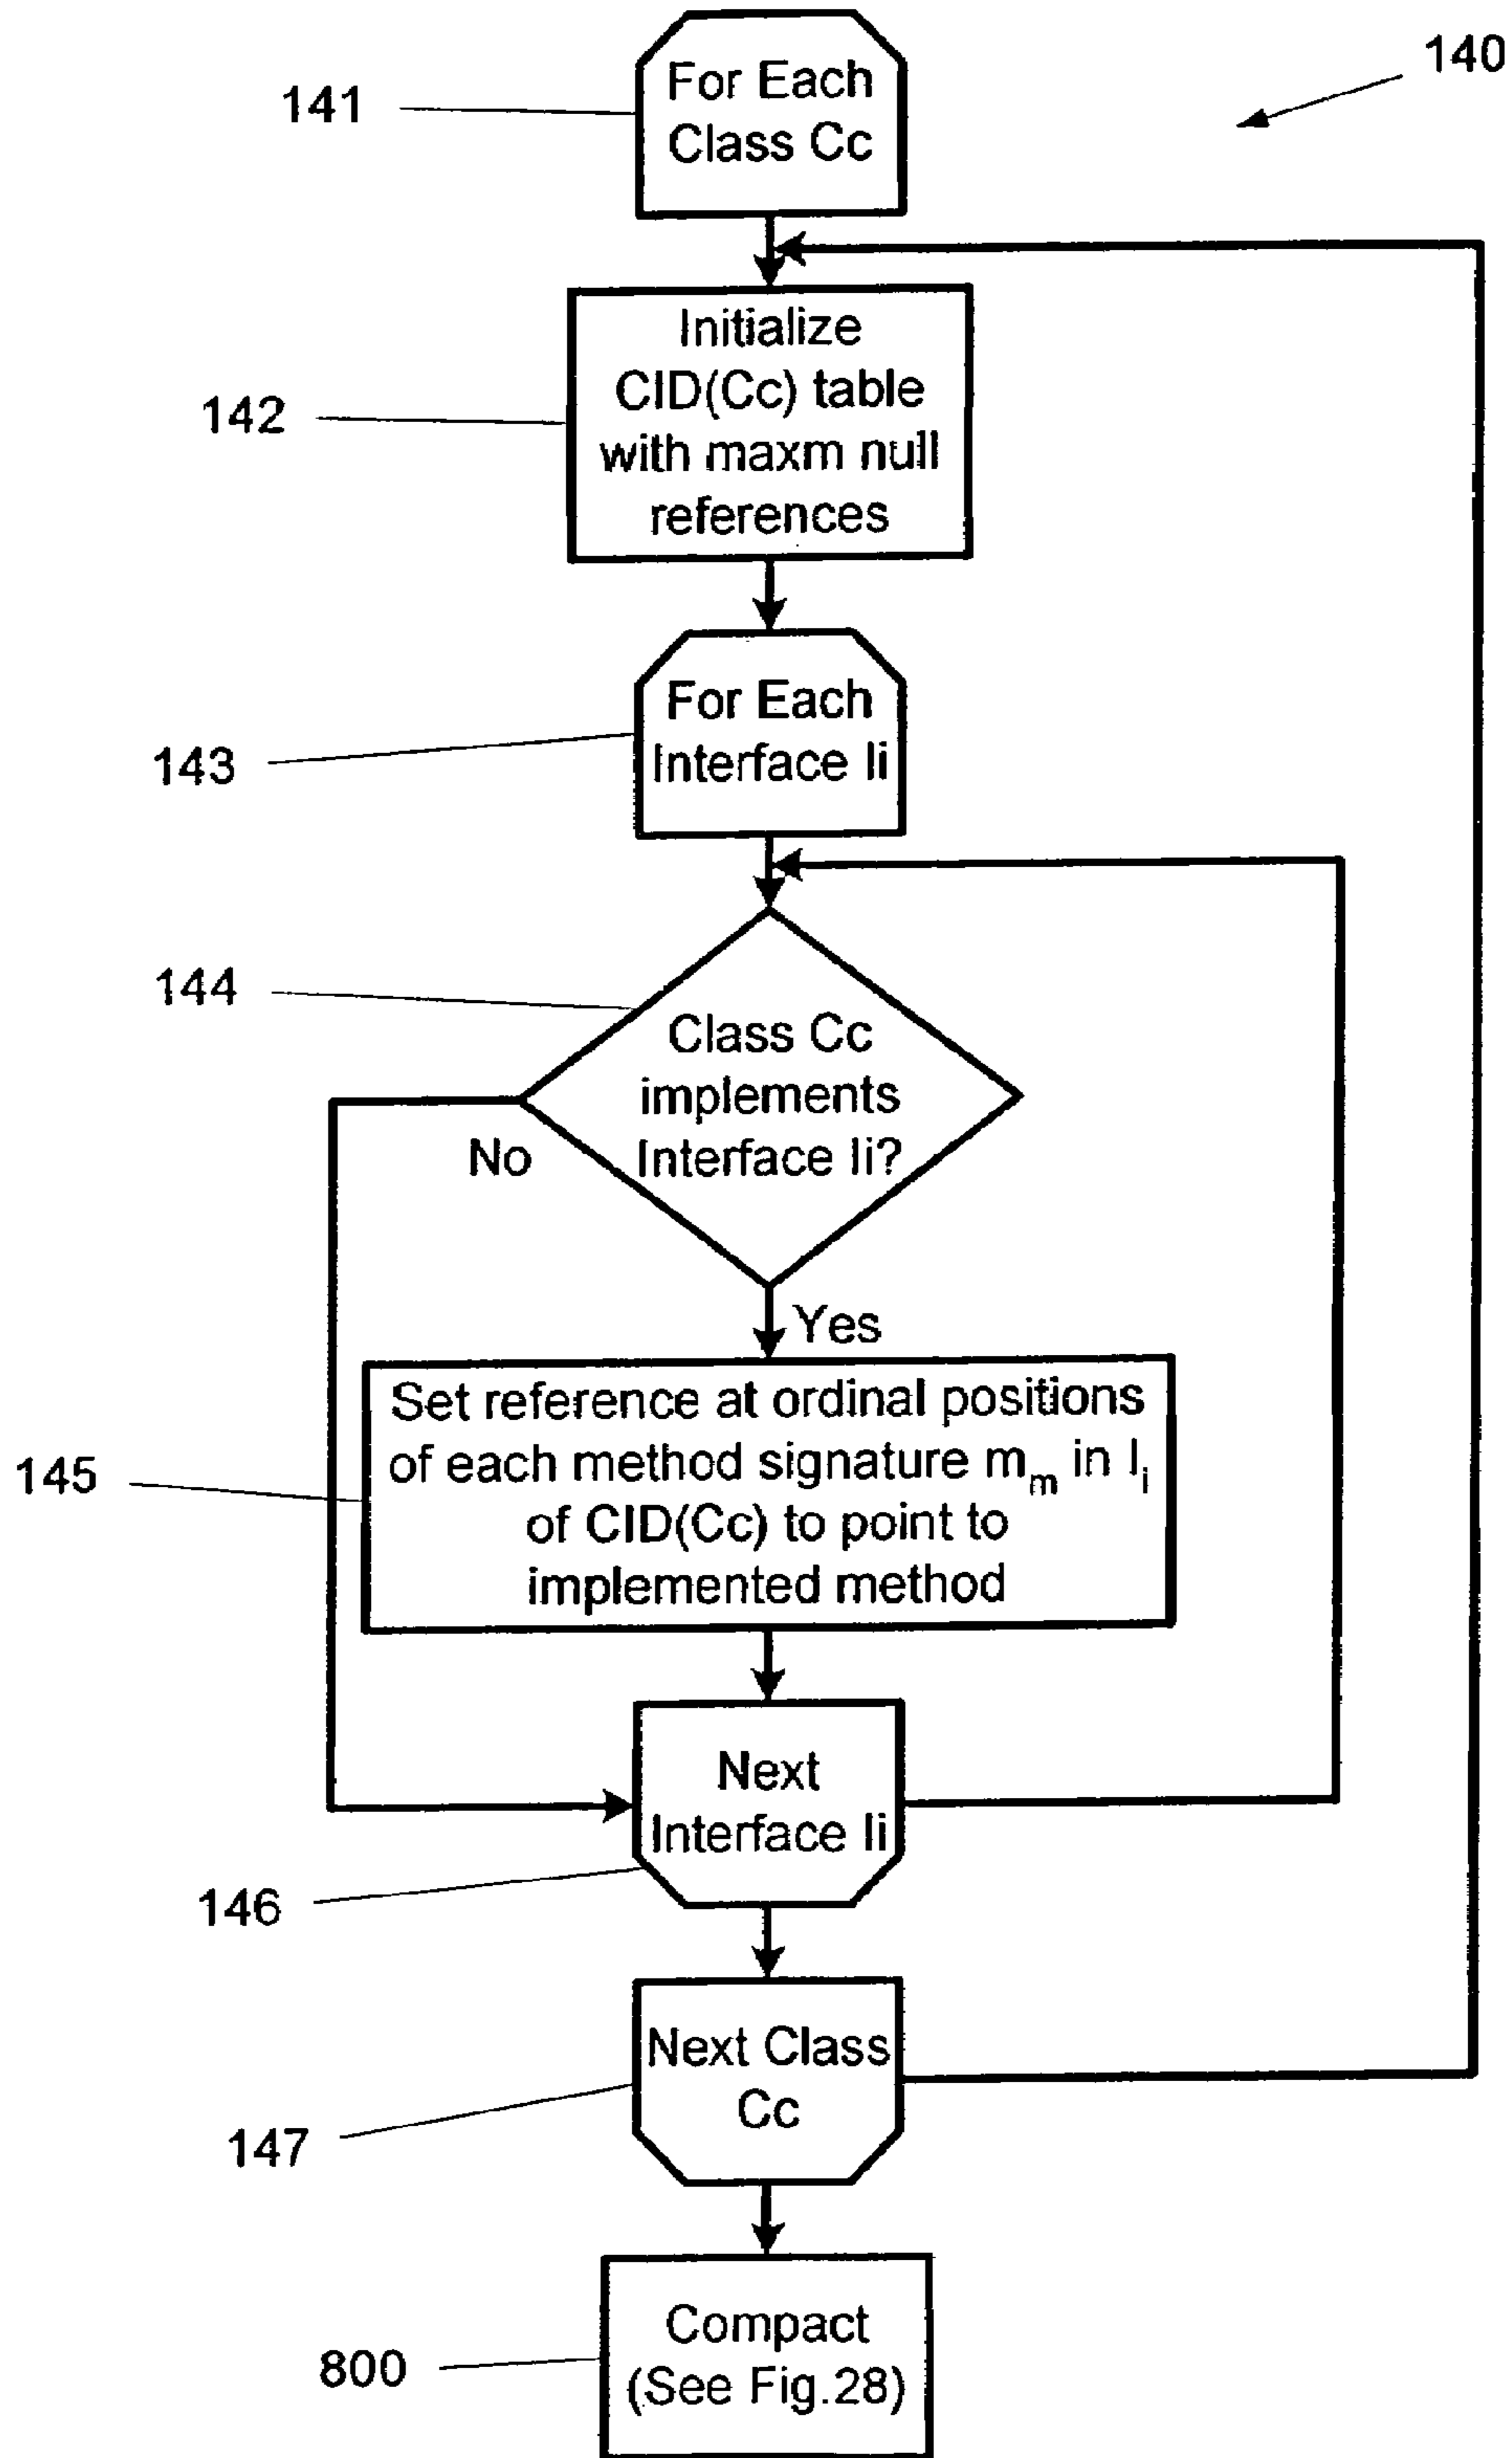 140
141
For Each
Class Cc
142
Initialize
CID(Cc) table
with maxm null
references
143
For Each
Interface Ii
144
Class Cc
implements
Interface Ii?
No
Yes
145
Set reference at ordinal positions
of each method signature mₘ in Iᵢ
of CID(Cc) to point to
implemented method
Next
Interface Ii
146
Next Class
Cc
147
Compact
(See Fig.28)
800